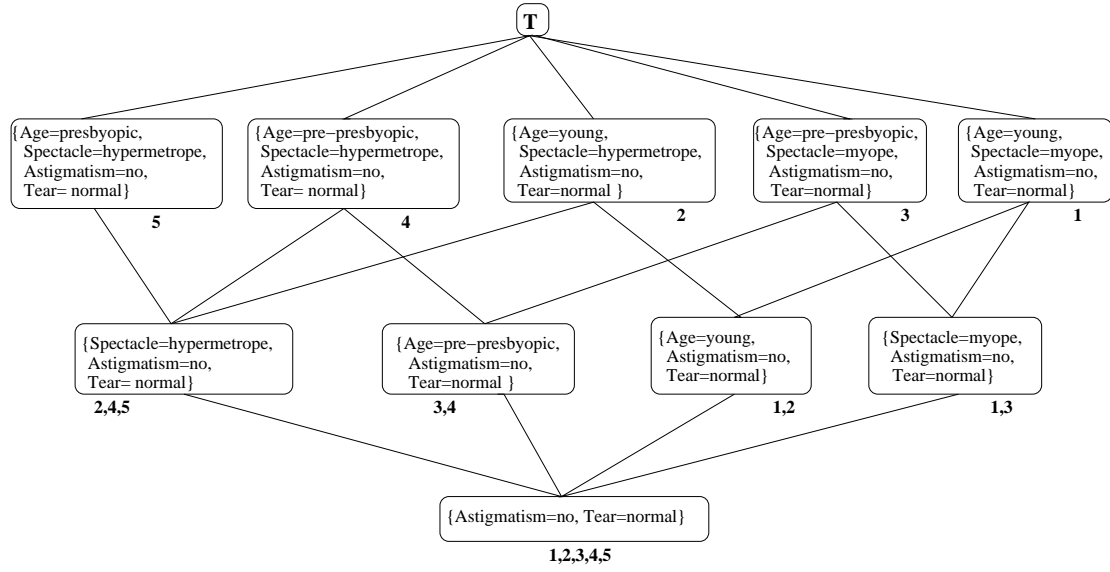 T
{Age=presbyopic,
Spectacle=hypermetrope,
Astigmatism=no,
Tear= normal}
5
{Age=pre−presbyopic,
Spectacle=hypermetrope,
Astigmatism=no,
Tear= normal}
4
{Age=young,
Spectacle=hypermetrope,
Astigmatism=no,
Tear=normal }
2
{Age=pre−presbyopic,
Spectacle=myope,
Astigmatism=no,
Tear=normal}
3
{Age=young,
Spectacle=myope,
Astigmatism=no,
Tear=normal}
1
{Spectacle=hypermetrope,
Astigmatism=no,
Tear= normal}
2,4,5
{Age=pre−presbyopic,
Astigmatism=no,
Tear=normal }
3,4
{Age=young,
Astigmatism=no,
Tear=normal}
1,2
{Spectacle=myope,
Astigmatism=no,
Tear=normal}
1,3
{Astigmatism=no, Tear=normal}
1,2,3,4,5